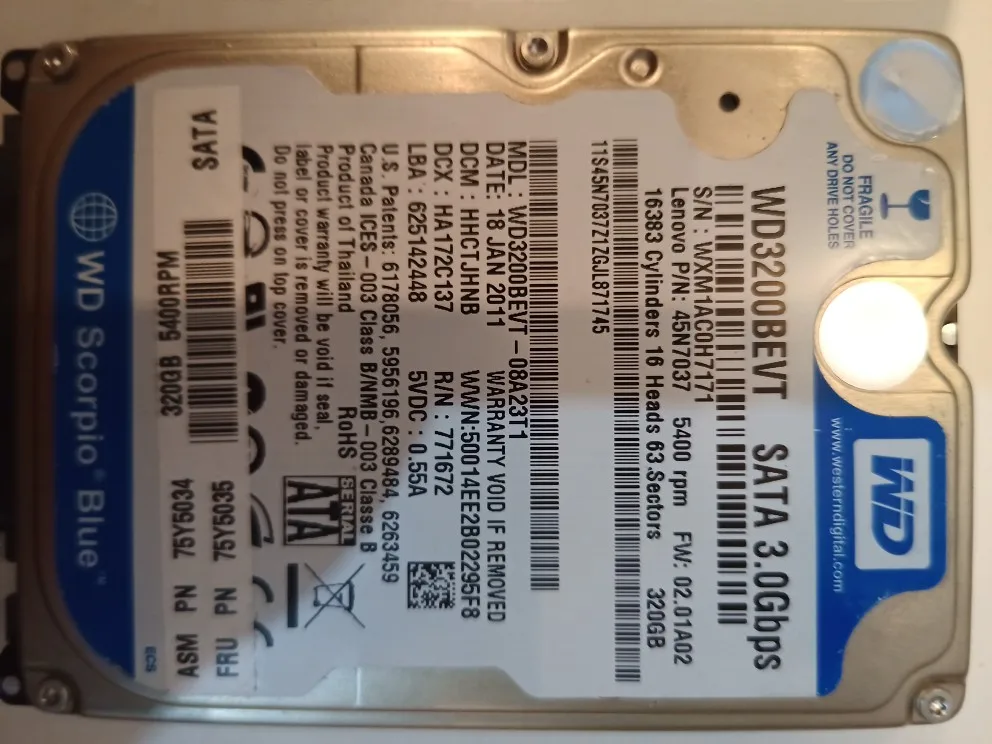 WD
www.westerndigital.com
FRAGILE
DO NOT COVER
ANY DRIVE HOLES
WD3200BEVT SATA 3.0Gbps
S/N : WXM1AC0H7171
Lenovo P/N: 45N7037 5400 rpm FW: 02.01A02
16383 Cylinders 16 Heads 63 Sectors 320GB
11S45N7037Z1ZGJL871745
MDL : WD3200BEVT - 08A23T1
DATE: 18 JAN 2011 WARRANTY VOID IF REMOVED
DCM : HHCTJHNB WWN:50014EE2B02295F8
DCX : HA172C137 R/N : 771672
LBA : 625142448 5VDC : 0.55A
U.S. Patents: 6178056, 5956196,6289484, 6263459
Canada ICES - 003 Class B/NMB - 003 Classe B
Product of Thailand RoHS
Product warranty will be void if seal,
label or cover is removed or damaged.
Do not press on top cover.
SERIAL
ATA
SATA
FRU PN 75Y5035
ASM PN 75Y5034
320GB 5400RPM
WD Scorpio® Blue™